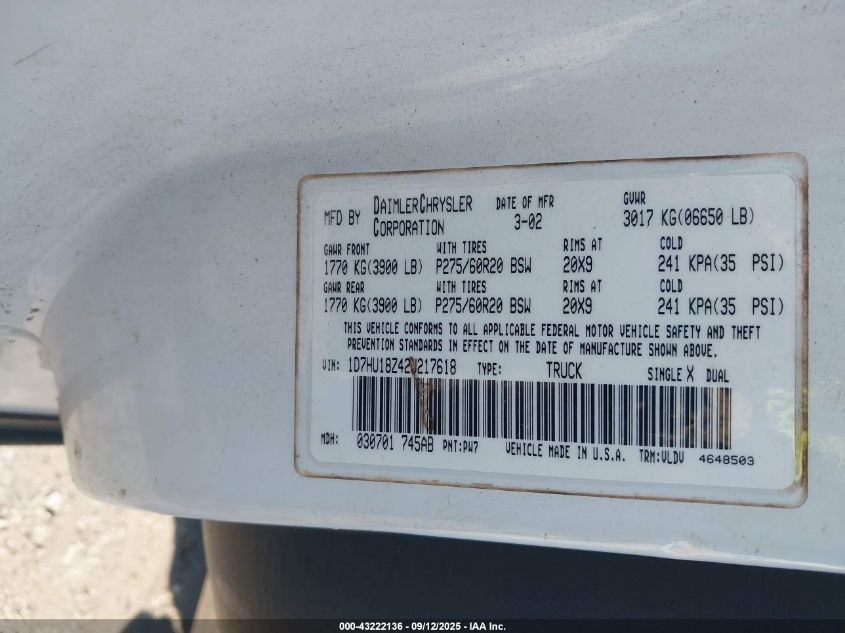 MFD BY DAIMLERCHRYSLER CORPORATION DATE OF MFR 3-02 GVWR 3017 KG(06650 LB)
GAWR FRONT WITH TIRES RIMS AT COLD
1770 KG(3900 LB) P275/60R20 BSW 20X9 241 KPA(35 PSI)
GAWR REAR WITH TIRES RIMS AT COLD
1770 KG(3900 LB) P275/60R20 BSW 20X9 241 KPA(35 PSI)
THIS VEHICLE CONFORMS TO ALL APPLICABLE FEDERAL MOTOR VEHICLE SAFETY AND THEFT
PREVENTION STANDARDS IN EFFECT ON THE DATE OF MANUFACTURE SHOWN ABOVE.
VIN: TYPE: TRUCK SINGLE X DUAL
MDH: 030701 745AB PNT:PW7 VEHICLE MADE IN U.S.A. TRM:VLDV 4648503
000-43222136 - 09/12/2025 - IAA Inc.